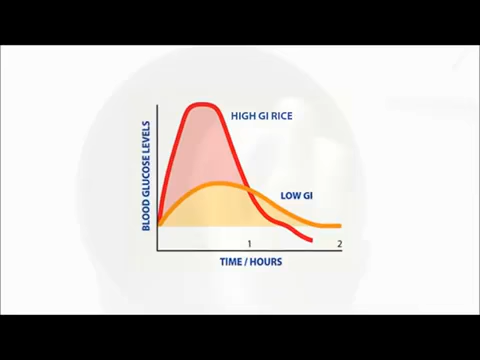 HIGH GI RICE
LOW GI
BLOOD GLUCOSE LEVELS
1
2
TIME / HOURS